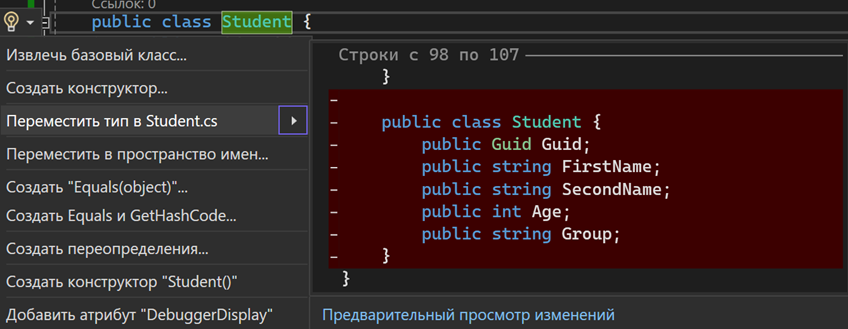 Ссылок: 0
public class Student {
Извлечь базовый класс...
Создать конструктор...
Переместить тип в Student.cs
Переместить в пространство имен...
Создать "Equals(object)"...
Создать Equals и GetHashCode...
Создать переопределения...
Создать конструктор "Student()"
Добавить атрибут "DebuggerDisplay"
Строки с 98 по 107
}
-
- public class Student {
- public Guid Guid;
- public string FirstName;
- public string SecondName;
- public int Age;
- public string Group;
- }
}
Предварительный просмотр изменений